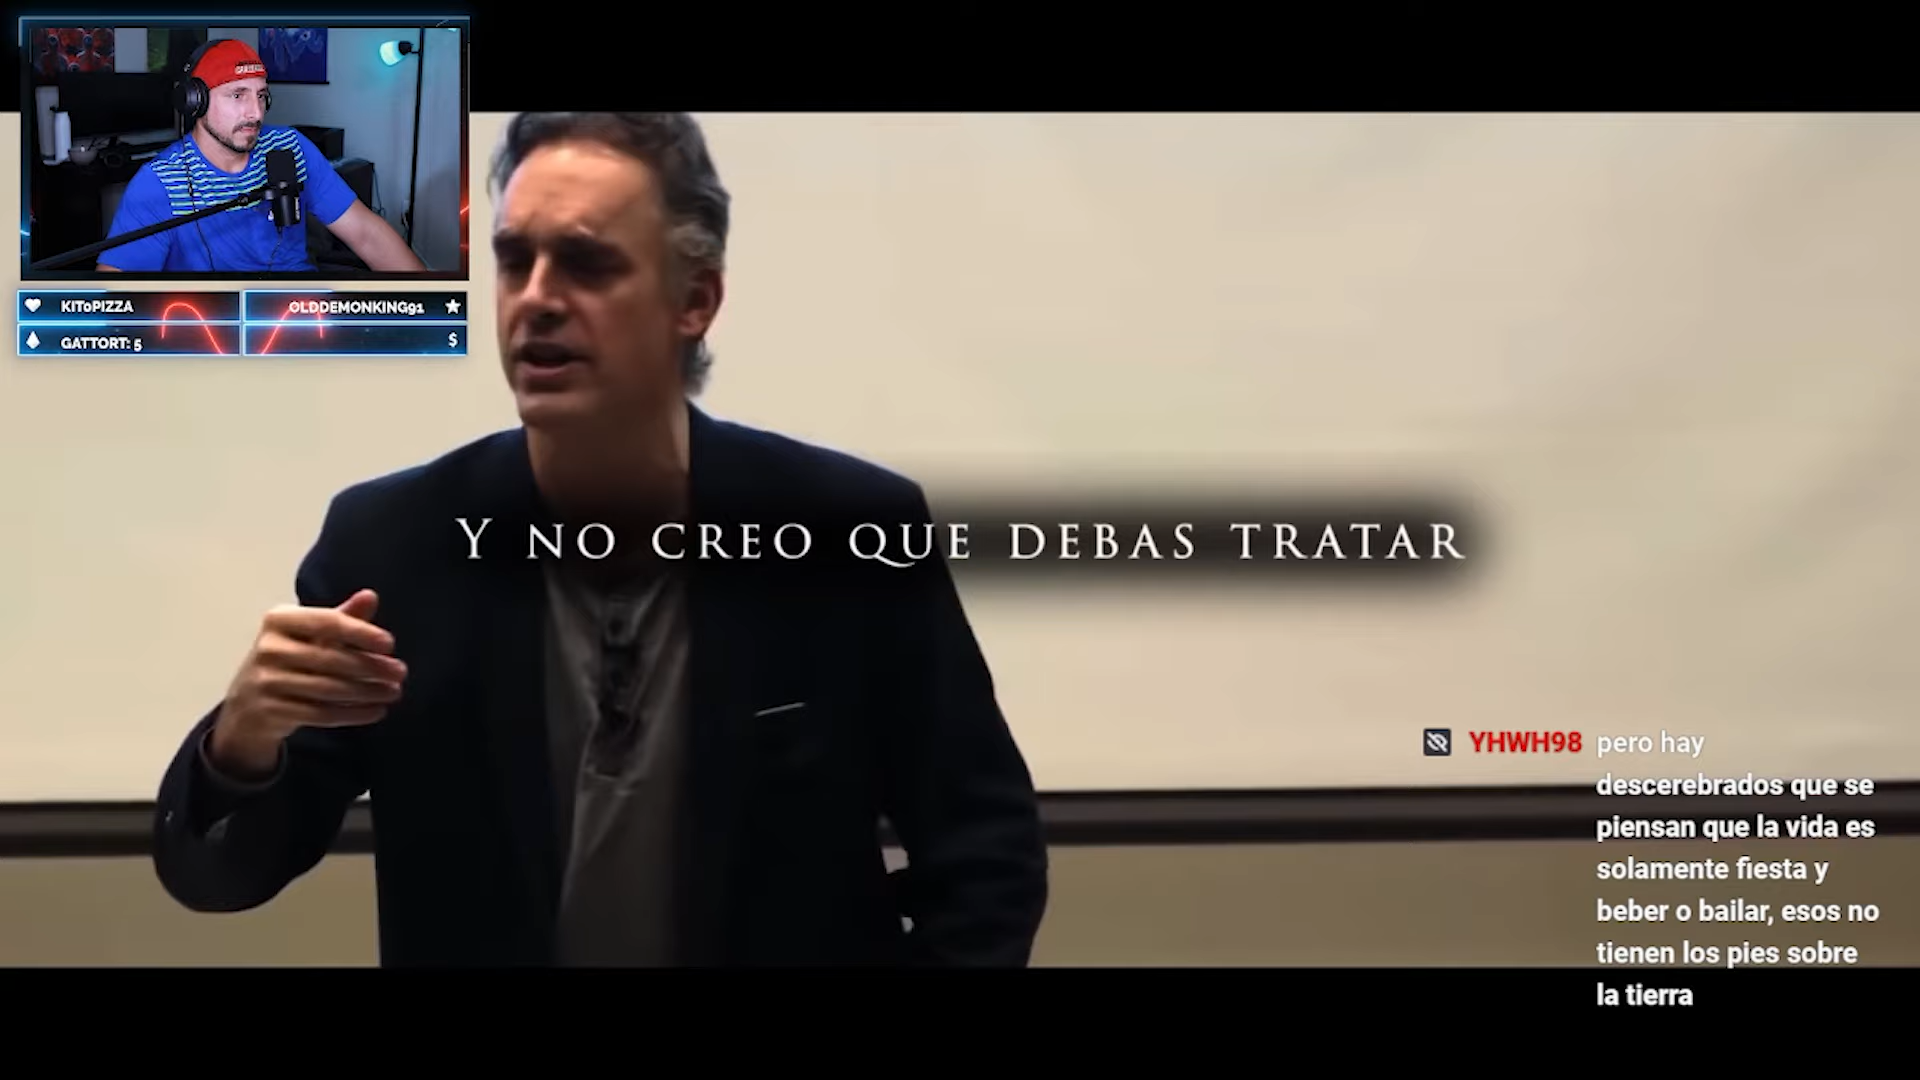 KIT0PIZZA
OLDDEMONKING91
GATTORT: 5
$
Y NO CREO QUE DEBAS TRATAR
YHWH98 pero hay
descerebrados que se
piensan que la vida es
solamente fiesta y
beber o bailar, esos no
tienen los pies sobre
la tierra